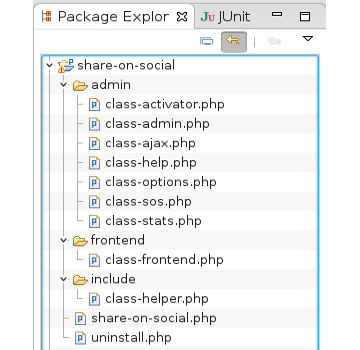 Package Explor JUnit
share-on-social
admin
class-activator.php
class-admin.php
class-ajax.php
class-help.php
class-options.php
class-sos.php
class-stats.php
frontend
class-frontend.php
include
class-helper.php
share-on-social.php
uninstall.php